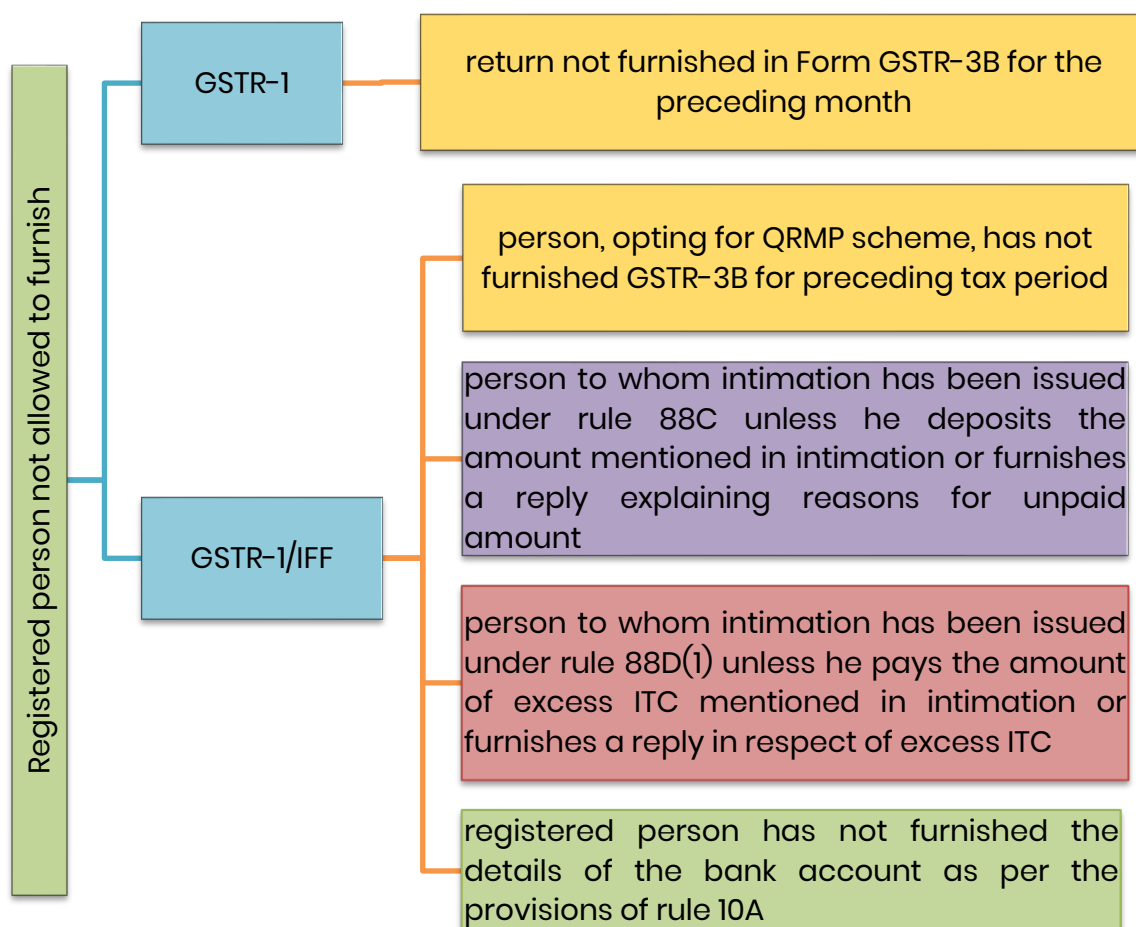 Registered person not allowed to furnish
GSTR-1
return not furnished in Form GSTR-3B for the
preceding month
GSTR-1/IFF
person, opting for QRMP scheme, has not
furnished GSTR-3B for preceding tax period
person to whom intimation has been issued
under rule 88C unless he deposits the
amount mentioned in intimation or furnishes
a reply explaining reasons for unpaid
amount
person to whom intimation has been issued
under rule 88D(1) unless he pays the amount
of excess ITC mentioned in intimation or
furnishes a reply in respect of excess ITC
registered person has not furnished the
details of the bank account as per the
provisions of rule 10A